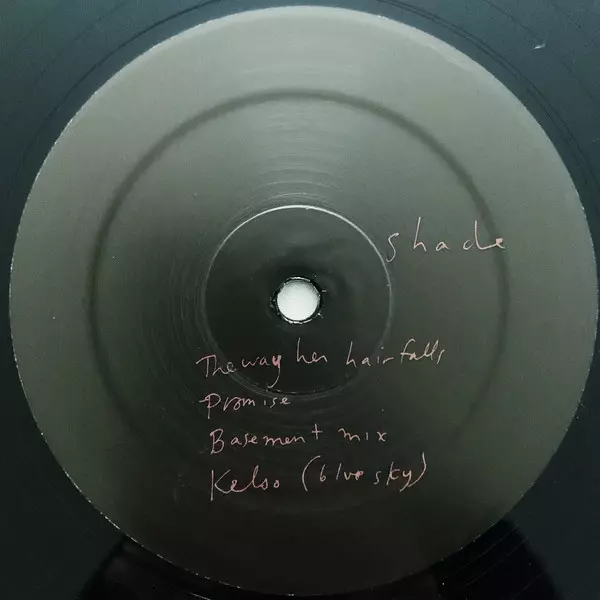 shade
The way her hair falls
Promise
Basement mix
Kelso (blue sky)